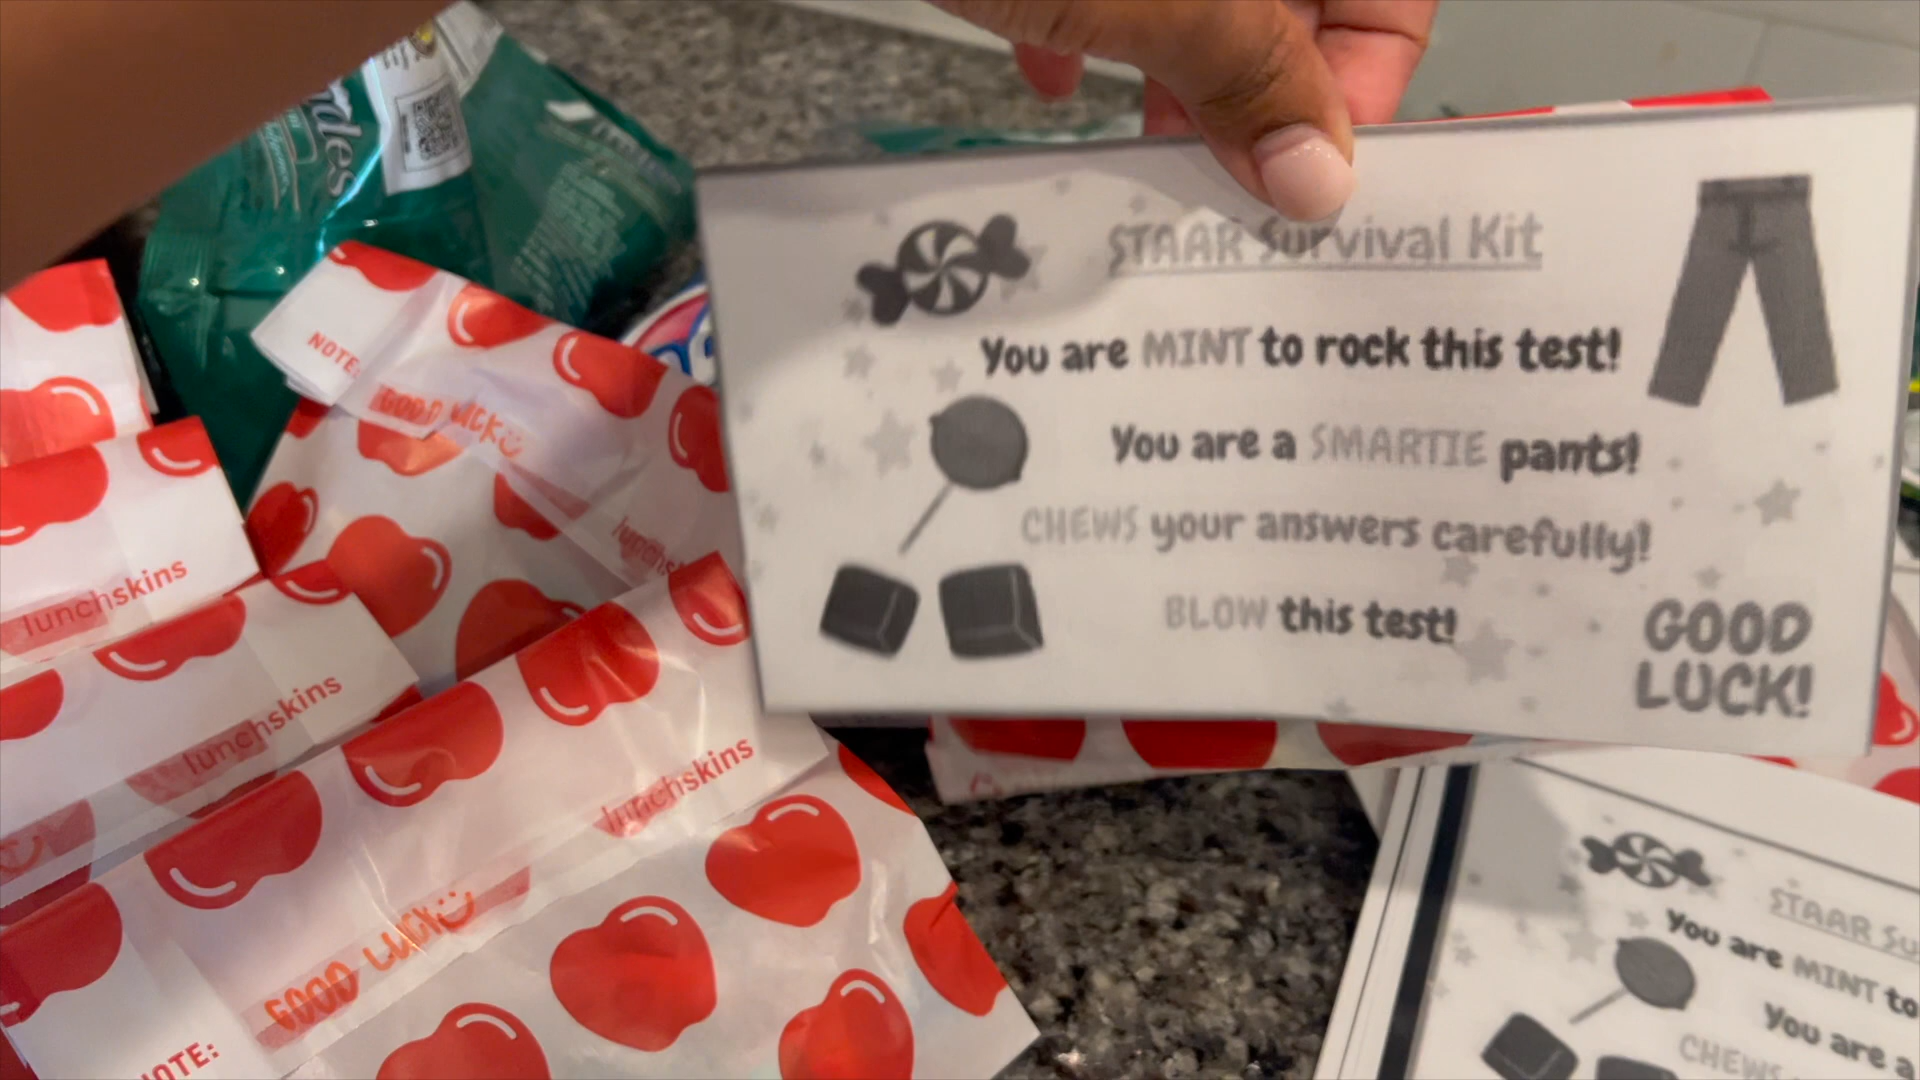 STAAR Survival Kit
You are MINT to rock this test!
You are a SMARTIE pants!
CHEWS your answers carefully!
BLOW this test!
GOOD
LUCK!
NOTE:
GOOD LUCK
lunchskins
lunchskins
lunchskins
GOOD LUCK
NOTE:
STAAR
You are MINT to
You are a
CHEWS